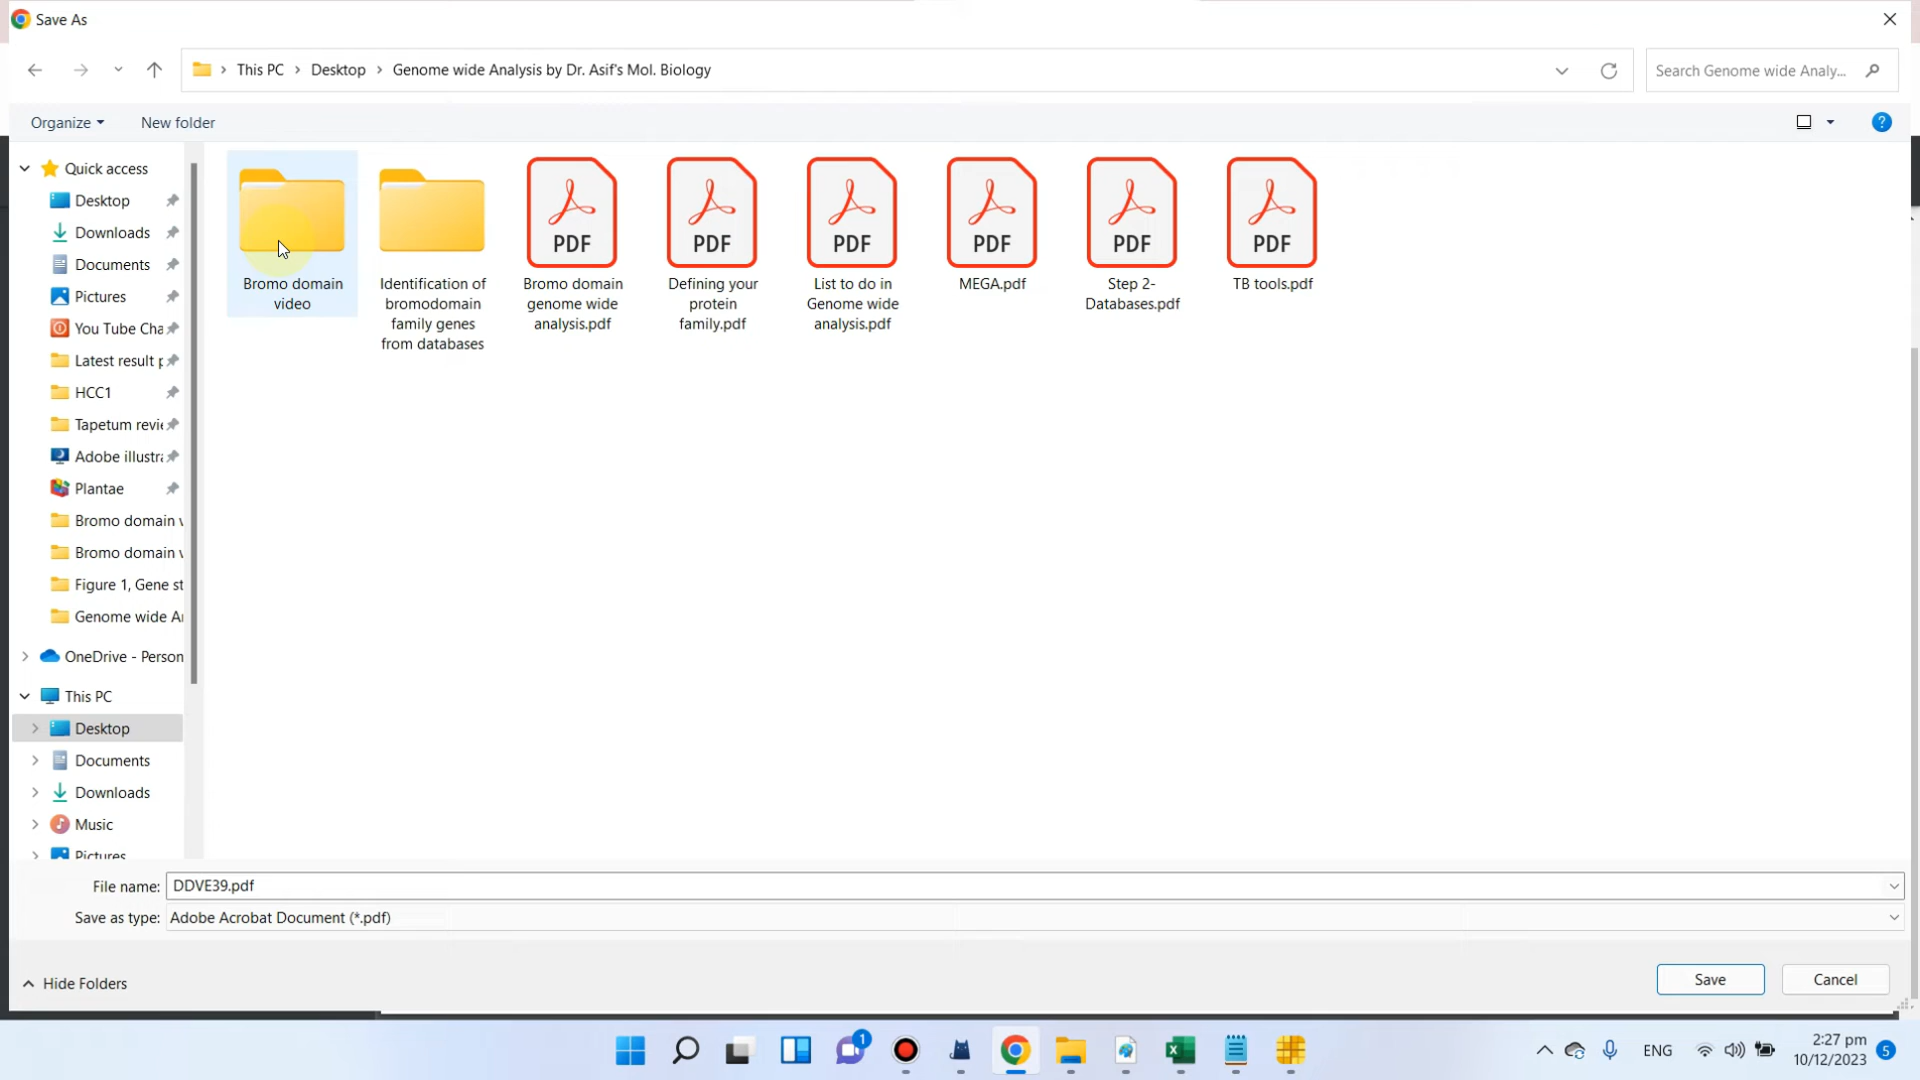 Save As
This PC > Desktop > Genome wide Analysis by Dr. Asif's Mol. Biology
Search Genome wide Analy...
Organize
New folder
?
Quick access
Desktop
Downloads
Documents
Pictures
You Tube Cha
Latest result p
HCC1
Tapetum revie
Adobe illustra
Plantae
Bromo domain v
Bromo domain v
Figure 1, Gene st
Genome wide An
OneDrive - Person
This PC
Desktop
Documents
Downloads
Music
Pictures
Bromo domain
video
Identification of
bromodomain
family genes
from databases
PDF
Bromo domain
genome wide
analysis.pdf
PDF
Defining your
protein
family.pdf
PDF
List to do in
Genome wide
analysis.pdf
PDF
MEGA.pdf
PDF
Step 2-
Databases.pdf
PDF
TB tools.pdf
File name: DDVE39.pdf
Save as type: Adobe Acrobat Document (*.pdf)
Hide Folders
Save
Cancel
1
ENG
2:27 pm
10/12/2023
5